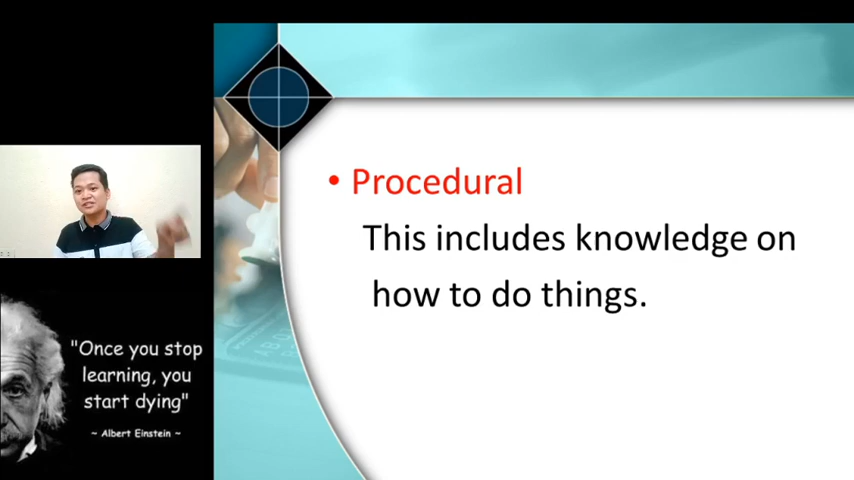 • Procedural
This includes knowledge on
how to do things.
"Once you stop
learning, you
start dying"
~ Albert Einstein ~